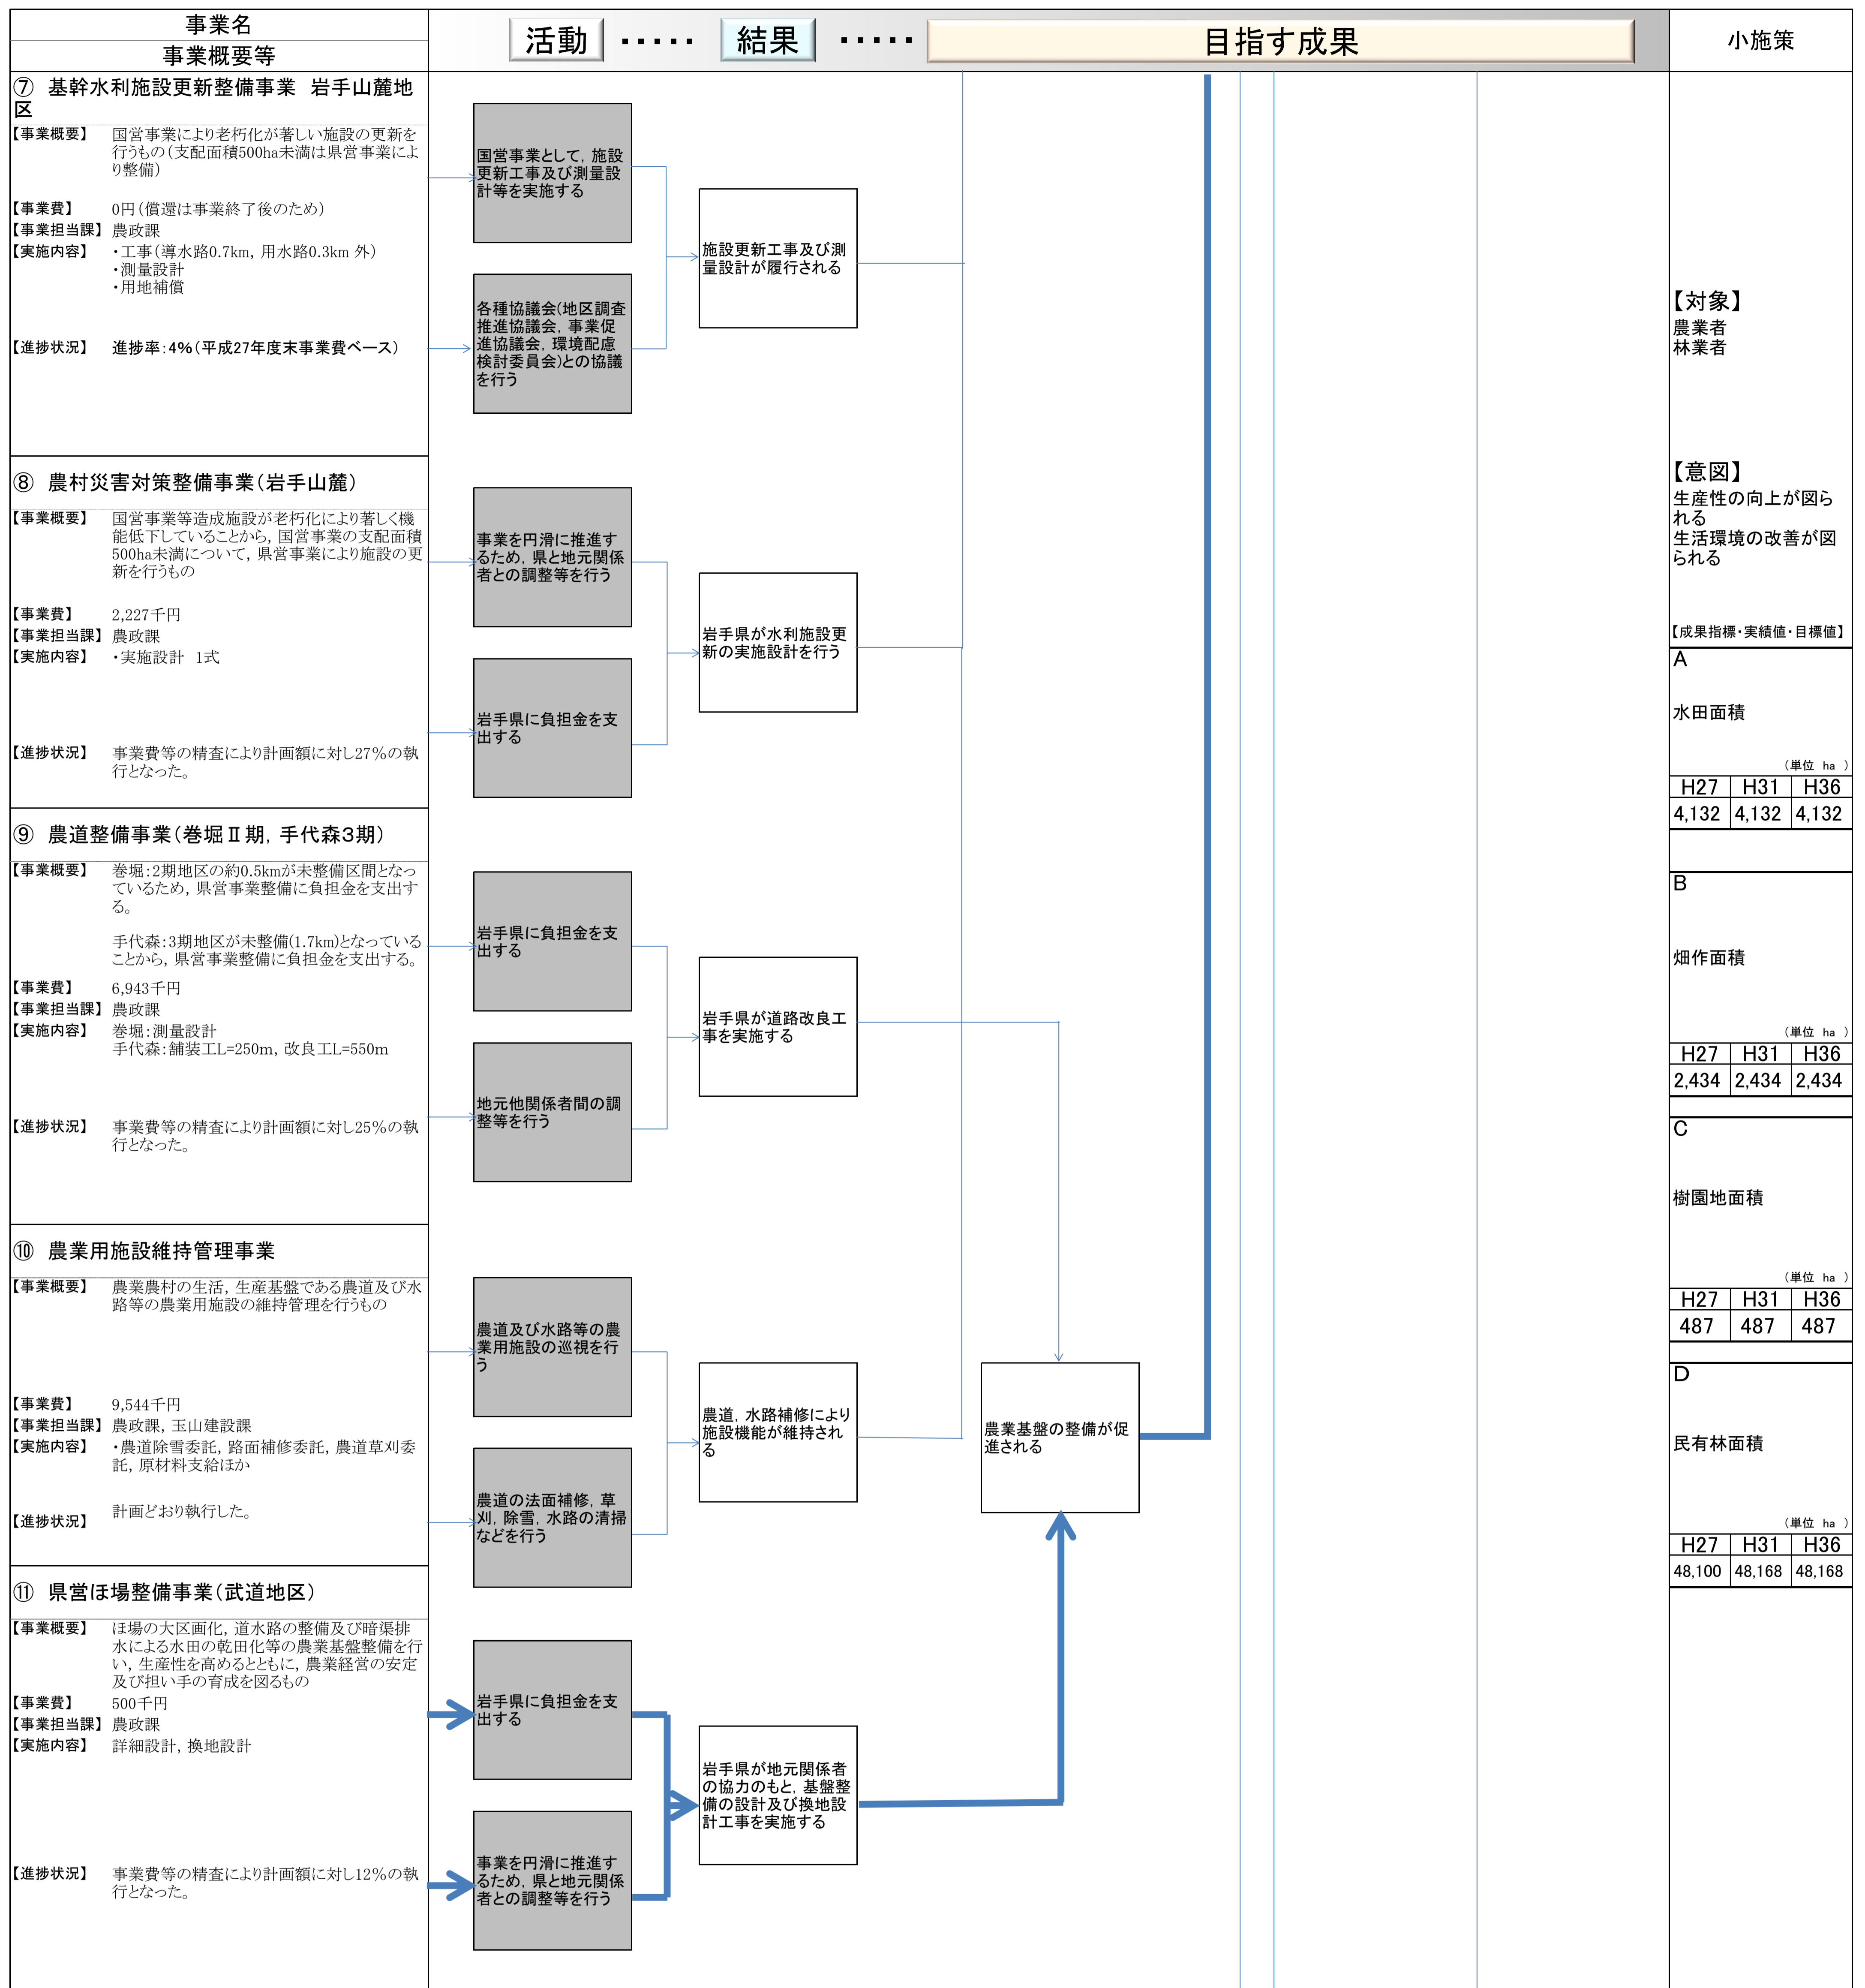 事業名
事業概要等
活動 ・・・・・ 結果 ・・・・・ 目指す成果
小施策
⑦ 基幹水利施設更新整備事業 岩手山麓地
区
【事業概要】 国営事業により老朽化が著しい施設の更新を
行うもの（支配面積500ha未満は県営事業によ
り整備）
【事業費】 0円（償還は事業終了後のため）
【事業担当課】 農政課
【実施内容】 ・工事（導水路0.7km，用水路0.3km 外）
・測量設計
・用地補償
【進捗状況】 進捗率：4％（平成27年度末事業費ベース）
国営事業として，施設
更新工事及び測量設
計等を実施する
各種協議会(地区調査
推進協議会，事業促
進協議会，環境配慮
検討委員会)との協議
を行う
施設更新工事及び測
量設計が履行される
⑧ 農村災害対策整備事業（岩手山麓）
【事業概要】 国営事業等造成施設が老朽化により著しく機
能低下していることから，国営事業の支配面積
500ha未満について，県営事業により施設の更
新を行うもの
【事業費】 2,227千円
【事業担当課】 農政課
【実施内容】 ・実施設計 1式
【進捗状況】 事業費等の精査により計画額に対し27％の執
行となった。
事業を円滑に推進す
るため，県と地元関係
者との調整等を行う
岩手県に負担金を支
出する
岩手県が水利施設更
新の実施設計を行う
⑨ 農道整備事業（巻堀Ⅱ期，手代森３期）
【事業概要】 巻堀：2期地区の約0.5kmが未整備区間となっ
ているため，県営事業整備に負担金を支出す
る。
手代森：3期地区が未整備(1.7km)となっている
ことから，県営事業整備に負担金を支出する。
【事業費】 6,943千円
【事業担当課】 農政課
【実施内容】 巻堀：測量設計
手代森：舗装工L=250m，改良工L=550m
【進捗状況】 事業費等の精査により計画額に対し25％の執
行となった。
岩手県に負担金を支
出する
地元他関係者間の調
整等を行う
岩手県が道路改良工
事を実施する
⑩ 農業用施設維持管理事業
【事業概要】 農業農村の生活，生産基盤である農道及び水
路等の農業用施設の維持管理を行うもの
【事業費】 9,544千円
【事業担当課】 農政課，玉山建設課
【実施内容】 ・農道除雪委託，路面補修委託，農道草刈委
託，原材料支給ほか
計画どおり執行した。
【進捗状況】
農道及び水路等の農
業用施設の巡視を行
う
農道の法面補修，草
刈，除雪，水路の清掃
などを行う
農道，水路補修により
施設機能が維持され
る
農業基盤の整備が促
進される
⑪ 県営ほ場整備事業（武道地区）
【事業概要】 ほ場の大区画化，道水路の整備及び暗渠排
水による水田の乾田化等の農業基盤整備を行
い，生産性を高めるとともに，農業経営の安定
及び担い手の育成を図るもの
【事業費】 500千円
【事業担当課】 農政課
【実施内容】 詳細設計，換地設計
【進捗状況】 事業費等の精査により計画額に対し12％の執
行となった。
岩手県に負担金を支
出する
事業を円滑に推進す
るため，県と地元関係
者との調整等を行う
岩手県が地元関係者
の協力のもと，基盤整
備の設計及び換地設
計工事を実施する
【対象】
農業者
林業者
【意図】
生産性の向上が図ら
れる
生活環境の改善が図
られる
【成果指標・実績値・目標値】
A
水田面積
（単位 ha ）
H27 H31 H36
4,132 4,132 4,132
B
畑作面積
（単位 ha ）
H27 H31 H36
2,434 2,434 2,434
C
樹園地面積
（単位 ha ）
H27 H31 H36
487 487 487
D
民有林面積
（単位 ha ）
H27 H31 H36
48,100 48,168 48,168